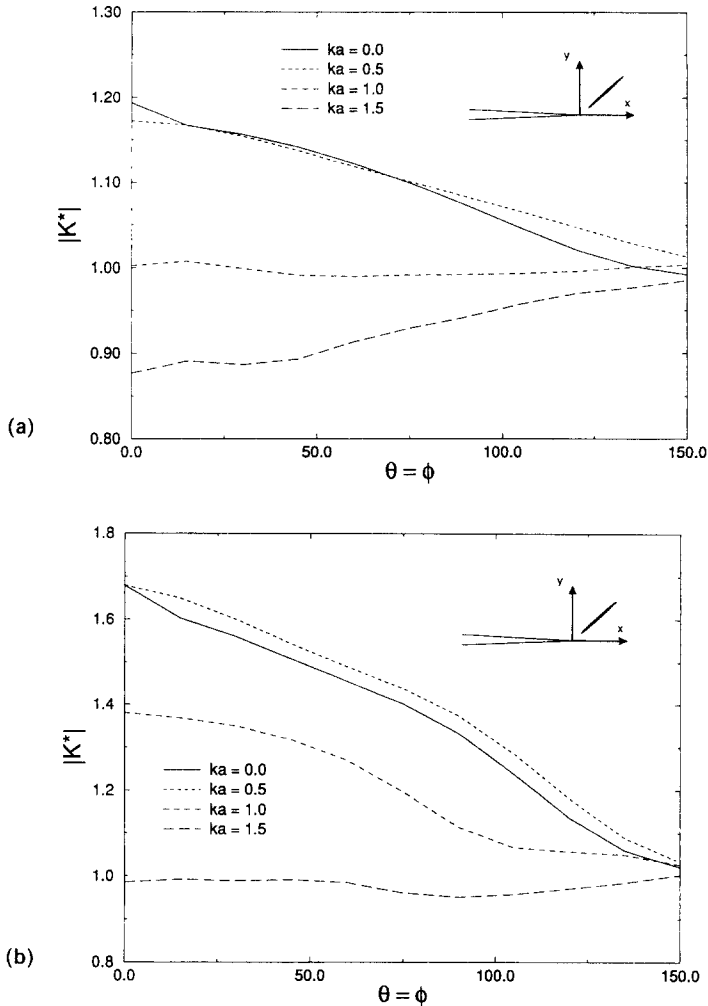 1.30
1.20
1.10
1.00
0.90
0.80
|K*|
ka = 0.0
ka = 0.5
ka = 1.0
ka = 1.5
y
x
(a)
0.0
50.0
100.0
150.0
θ = ϕ
1.8
1.6
1.4
1.2
1.0
0.8
|K*|
y
x
ka = 0.0
ka = 0.5
ka = 1.0
ka = 1.5
(b)
0.0
50.0
100.0
150.0
θ = ϕ